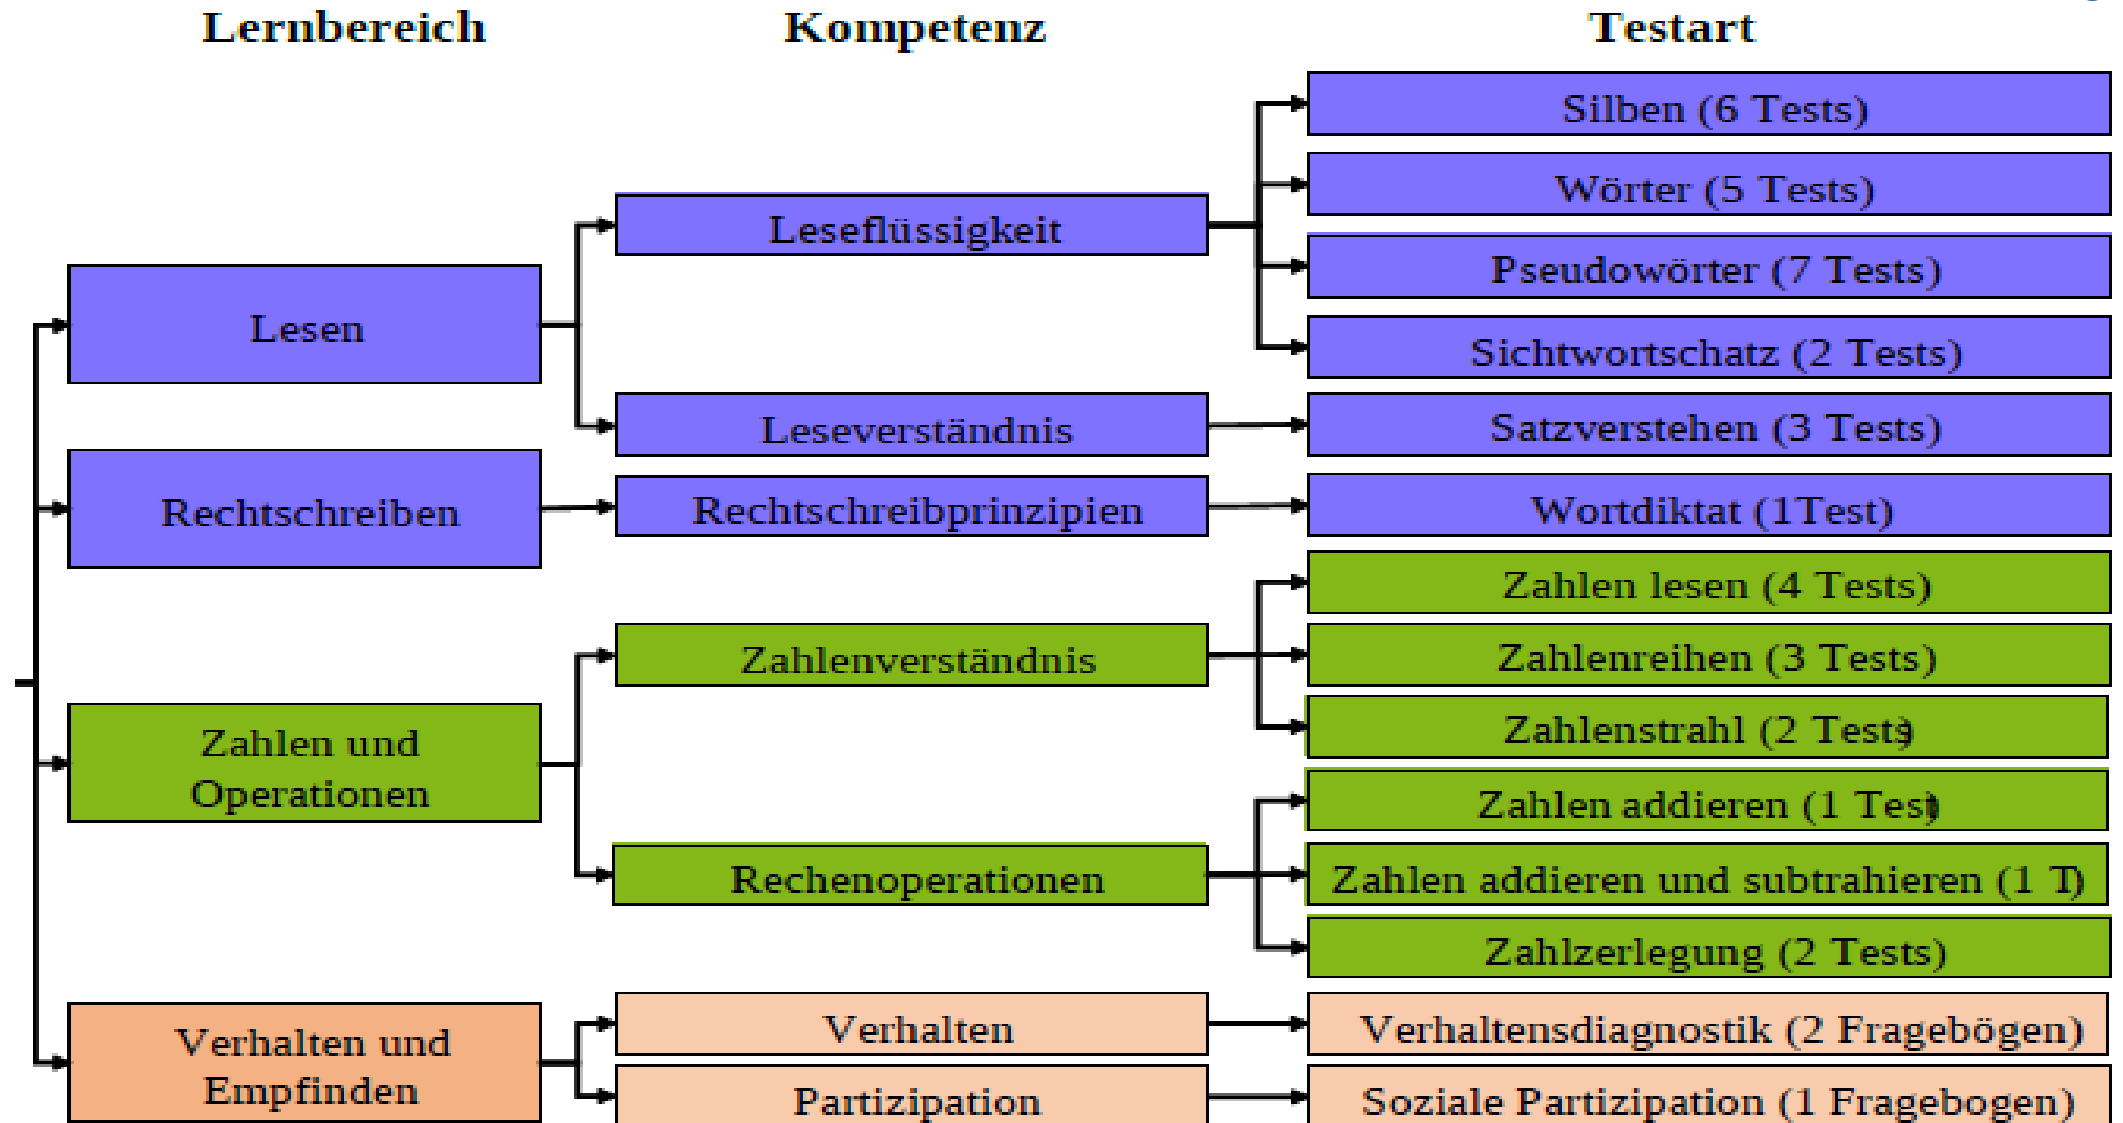 Lernbereich
Kompetenz
Testart
Silben (6 Tests)
Wörter (5 Tests)
Leseflüssigkeit
Pseudowörter (7 Tests)
Lesen
Sichtwortschatz (2 Tests)
Leseverständnis
Satzverstehen (3 Tests)
Rechtschreiben
Rechtschreibprinzipien
Wortdiktat (1Test)
Zahlen lesen (4 Tests)
Zahlenverständnis
Zahlenreihen (3 Tests)
Zahlen und
Operationen
Zahlenstrahl (2 Tests)
Zahlen addieren (1 Test)
Rechenoperationen
Zahlen addieren und subtrahieren (1 T)
Zahlzerlegung (2 Tests)
Verhalten und
Empfinden
Verhalten
Verhaltensdiagnostik (2 Fragebögen)
Partizipation
Soziale Partizipation (1 Fragebogen)